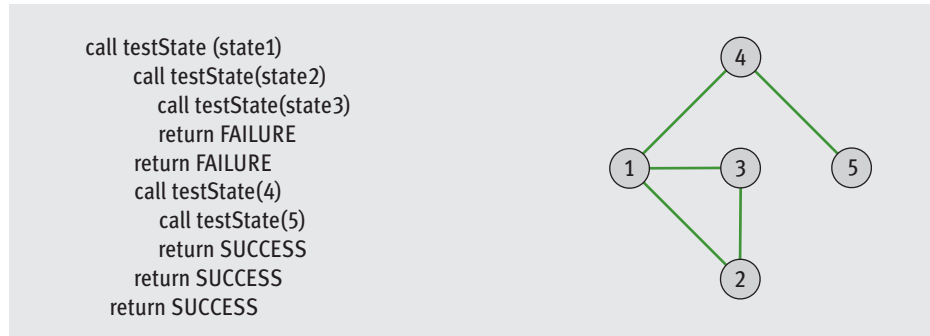 call testState (state1)
call testState(state2)
call testState(state3)
return FAILURE
return FAILURE
call testState(4)
call testState(5)
return SUCCESS
return SUCCESS
return SUCCESS
4
1
3
5
2